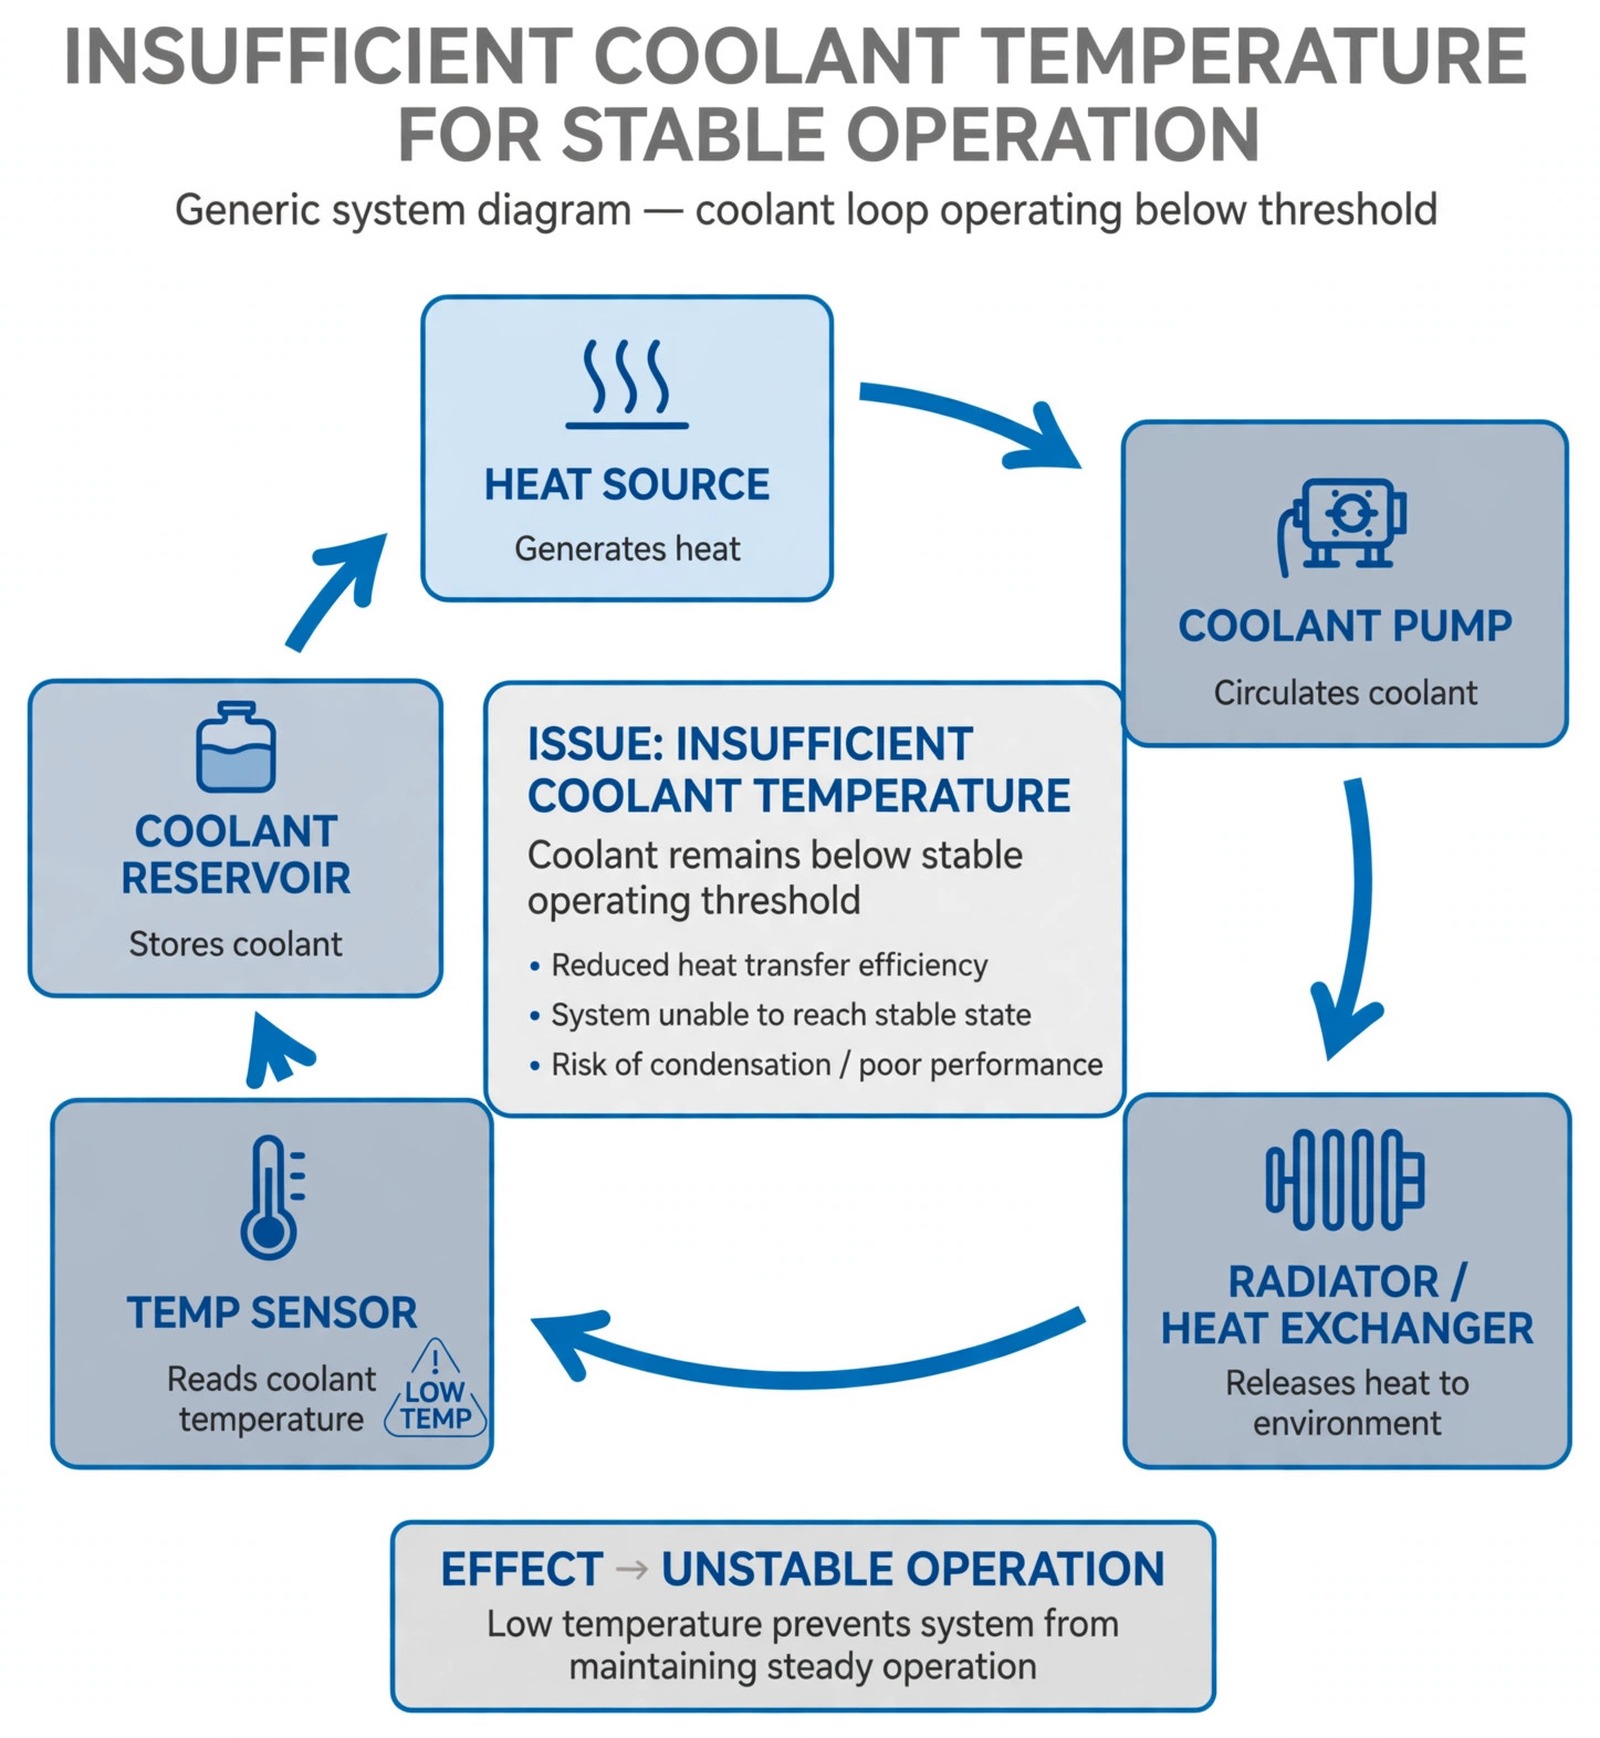 INSUFFICIENT COOLANT TEMPERATURE
FOR STABLE OPERATION
Generic system diagram — coolant loop operating below threshold
HEAT SOURCE
Generates heat
COOLANT PUMP
Circulates coolant
COOLANT
RESERVOIR
Stores coolant
ISSUE: INSUFFICIENT
COOLANT TEMPERATURE
Coolant remains below stable
operating threshold
• Reduced heat transfer efficiency
• System unable to reach stable state
• Risk of condensation / poor performance
TEMP SENSOR
Reads coolant
temperature
!
LOW
TEMP
RADIATOR /
HEAT EXCHANGER
Releases heat to
environment
EFFECT → UNSTABLE OPERATION
Low temperature prevents system from
maintaining steady operation